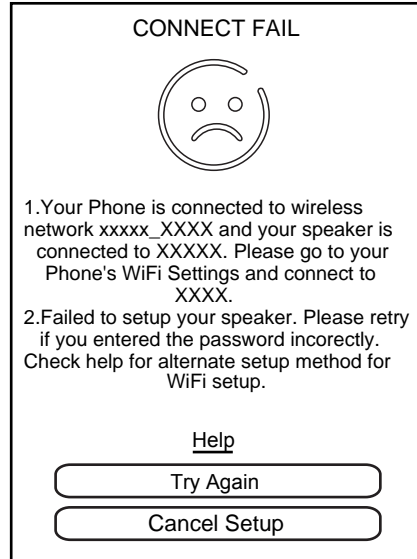 CONNECT FAIL
1.Your Phone is connected to wireless
network xxxxx_XXXX and your speaker is
connected to XXXXX. Please go to your
Phone's WiFi Settings and connect to
XXXX.
2.Failed to setup your speaker. Please retry
if you entered the password incorectly.
Check help for alternate setup method for
WiFi setup.
Help
Try Again
Cancel Setup